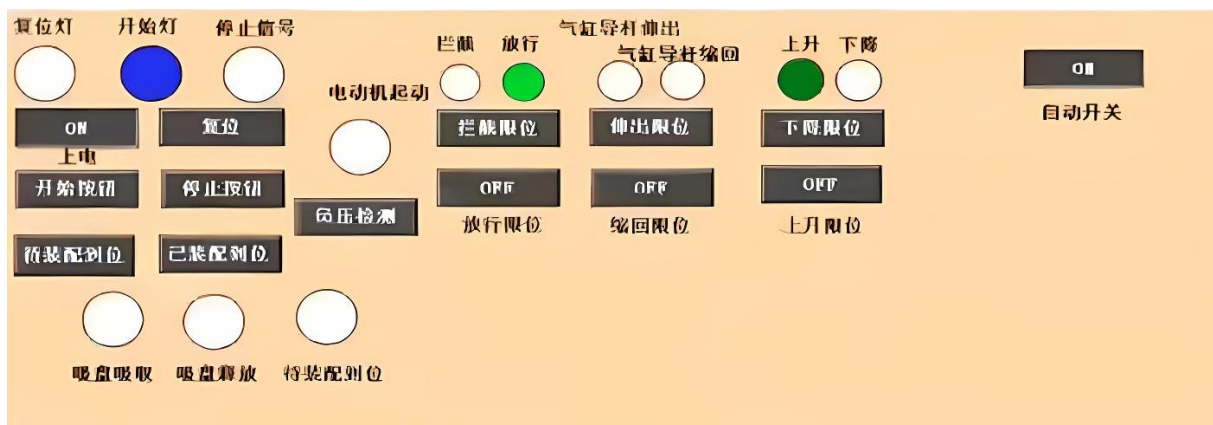 复位灯 开始灯 停止信号
气缸导杆伸出
拦截 放行 气缸导杆缩回 上升 下降
ON
自动开关
电动机起动
ON 复位 拦截限位 伸出限位 下降限位
上电
开始按钮 停止按钮 OFF OFF OFF
负压检测 放行限位 缩回限位 上升限位
待装配到位 已装配到位
吸盘吸取 吸盘释放 待装配到位